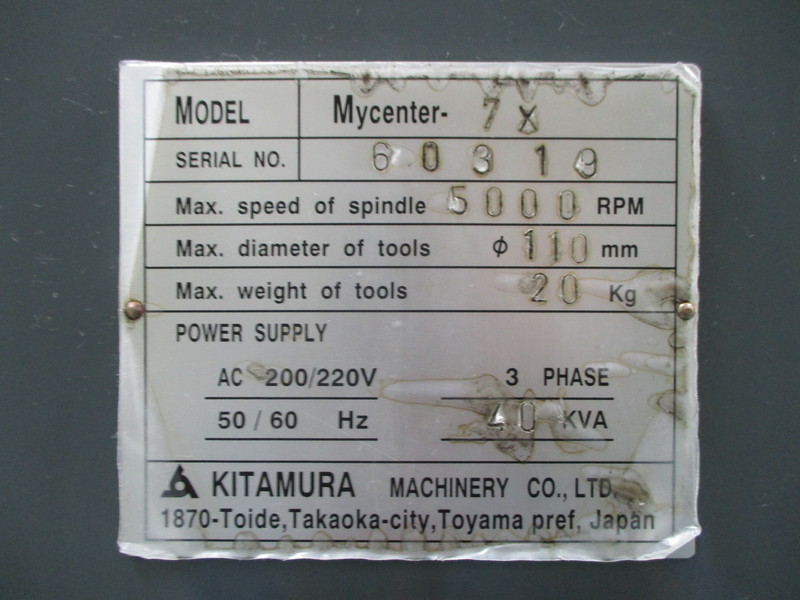 MODEL Mycenter- 7X
SERIAL NO. 60319
Max. speed of spindle 5000 RPM
Max. diameter of tools φ110 mm
Max. weight of tools 20 Kg
POWER SUPPLY
AC 200/220V 3 PHASE
50/60 Hz 40 KVA
KITAMURA MACHINERY CO., LTD.
1870-Toide, Takaoka-city, Toyama pref, Japan